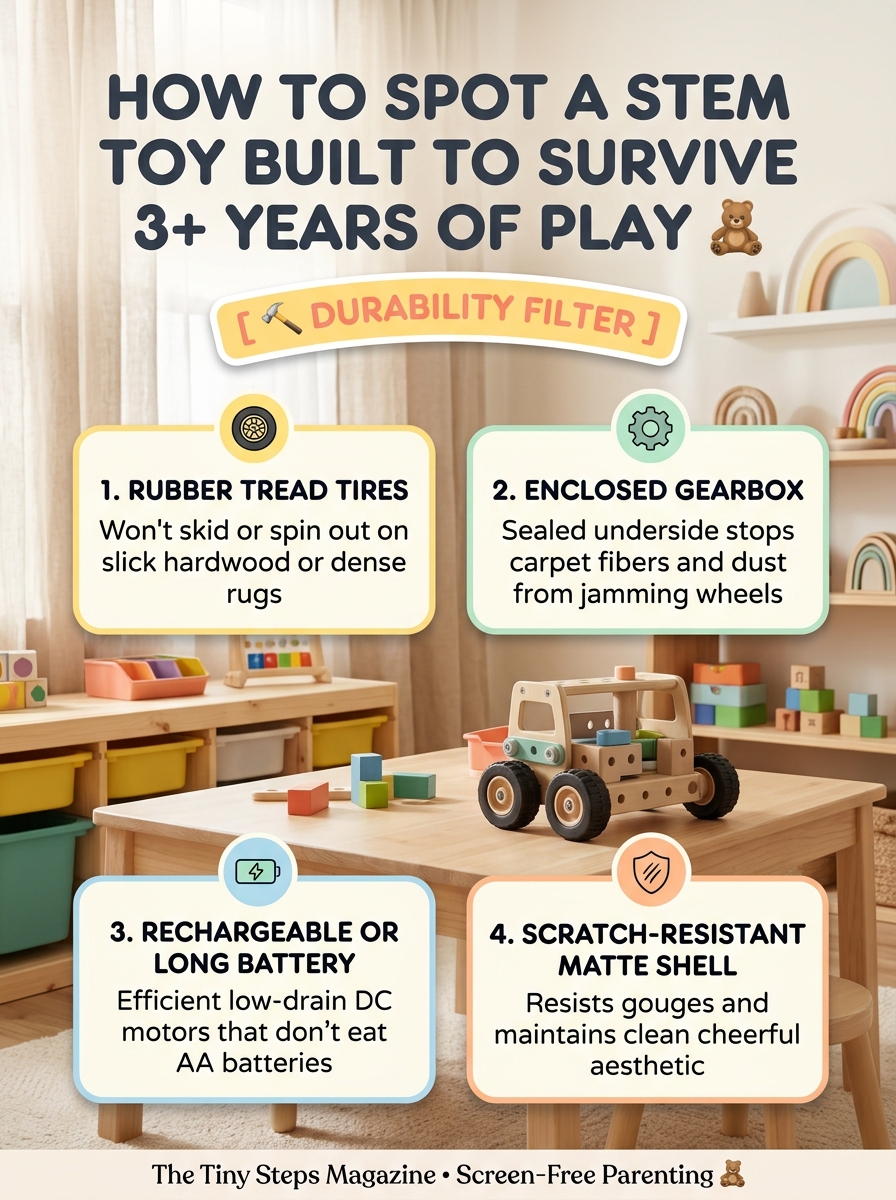 HOW TO SPOT A STEM
TOY BUILT TO SURVIVE
3+ YEARS OF PLAY 🧸
[ 🔨 DURABILITY FILTER ]
1. RUBBER TREAD TIRES
Won't skid or spin out on
slick hardwood or dense
rugs
2. ENCLOSED GEARBOX
Sealed underside stops
carpet fibers and dust
from jamming wheels
3. RECHARGEABLE OR
LONG BATTERY
Efficient low-drain DC
motors that don’t eat
AA batteries
4. SCRATCH-RESISTANT
MATTE SHELL
Resists gouges and
maintains clean cheerful
aesthetic
The Tiny Steps Magazine • Screen-Free Parenting 🧸